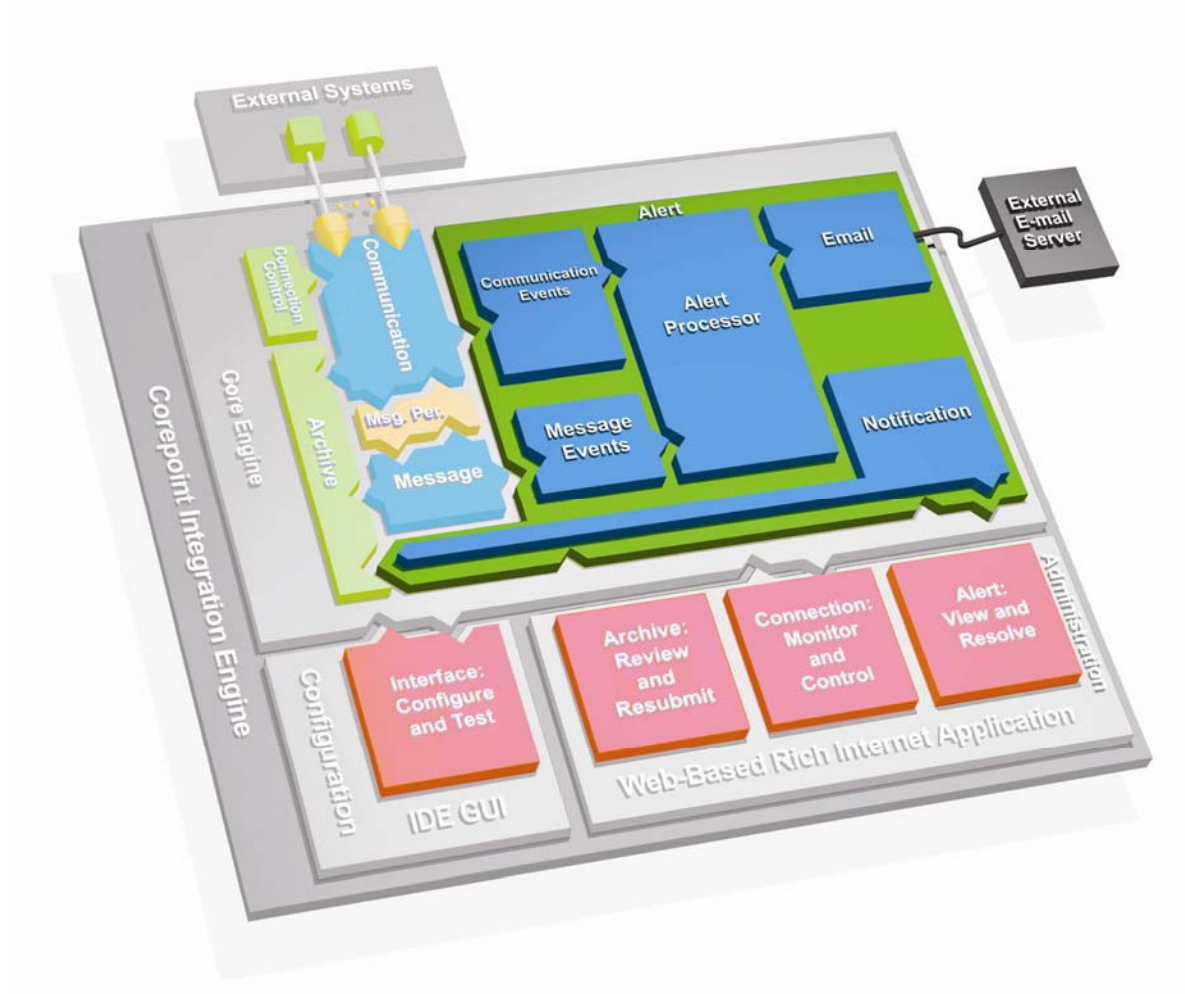 External Systems
Alert
Email
External
E-mail
Server
Connection
Control
Communication
Communication
Events
Alert
Processor
Core Engine
Archive
Msg. Per.
Message
Message
Events
Notification
Corepoint Integration Engine
Administration
Configuration
Interface:
Configure
and Test
IDE GUI
Archive:
Review
and
Resubmit
Connection:
Monitor
and
Control
Alert:
View and
Resolve
Web-Based Rich Internet Application